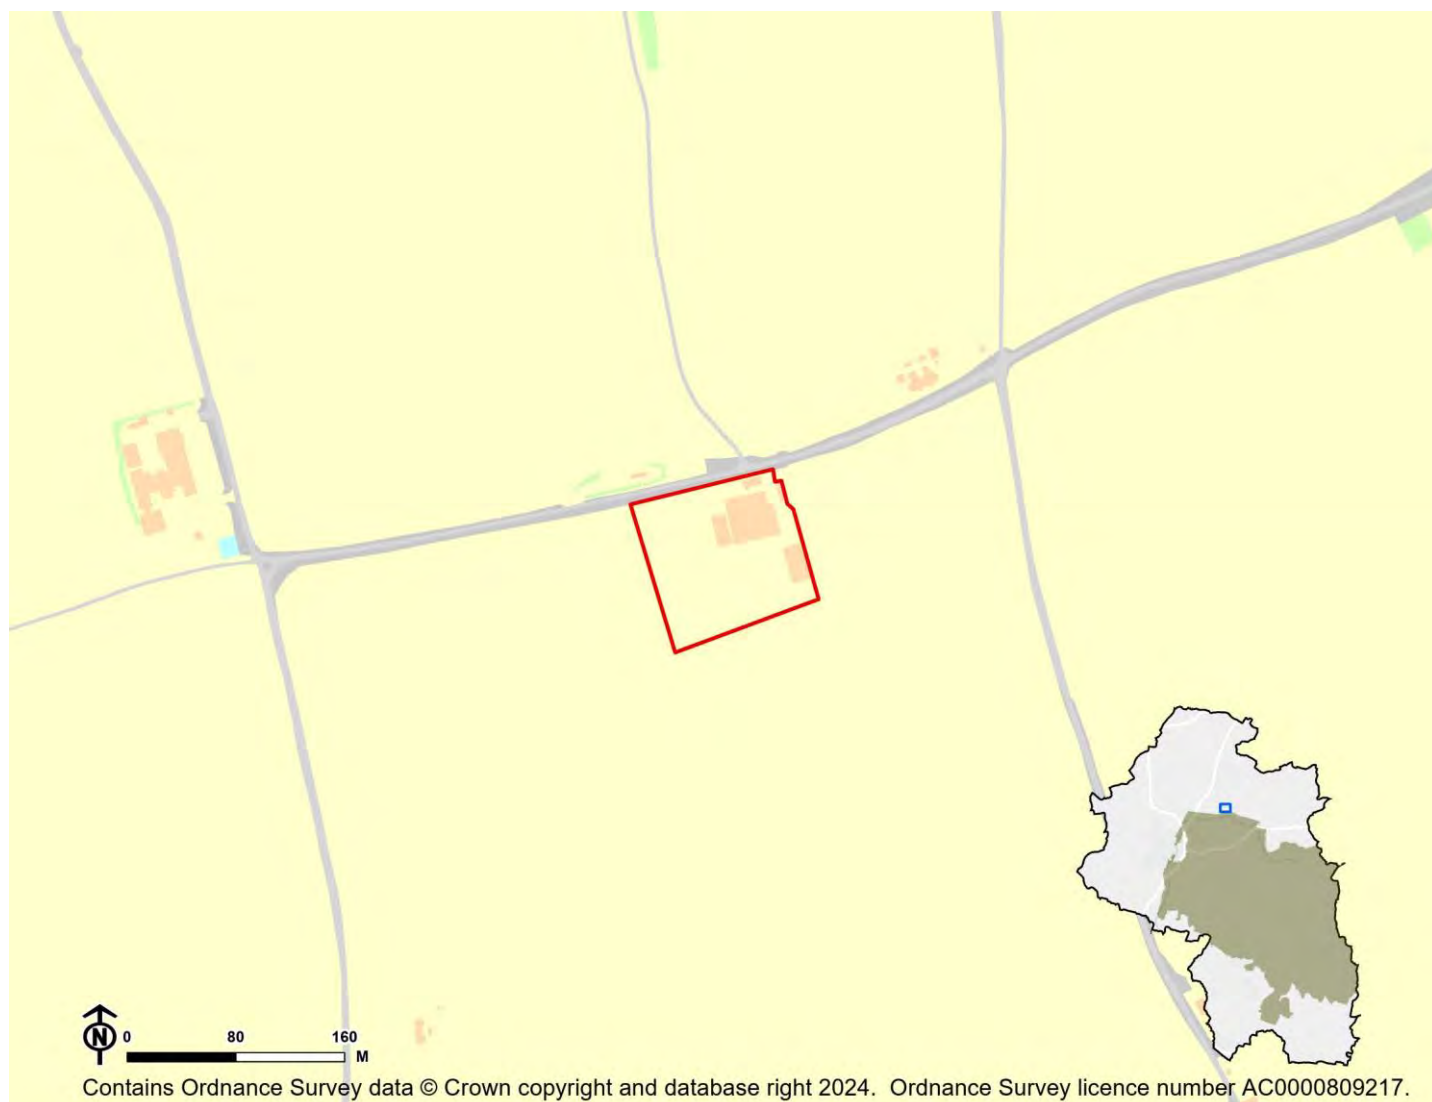 N
0 80 160
M
Contains Ordnance Survey data © Crown copyright and database right 2024. Ordnance Survey licence number AC0000809217.